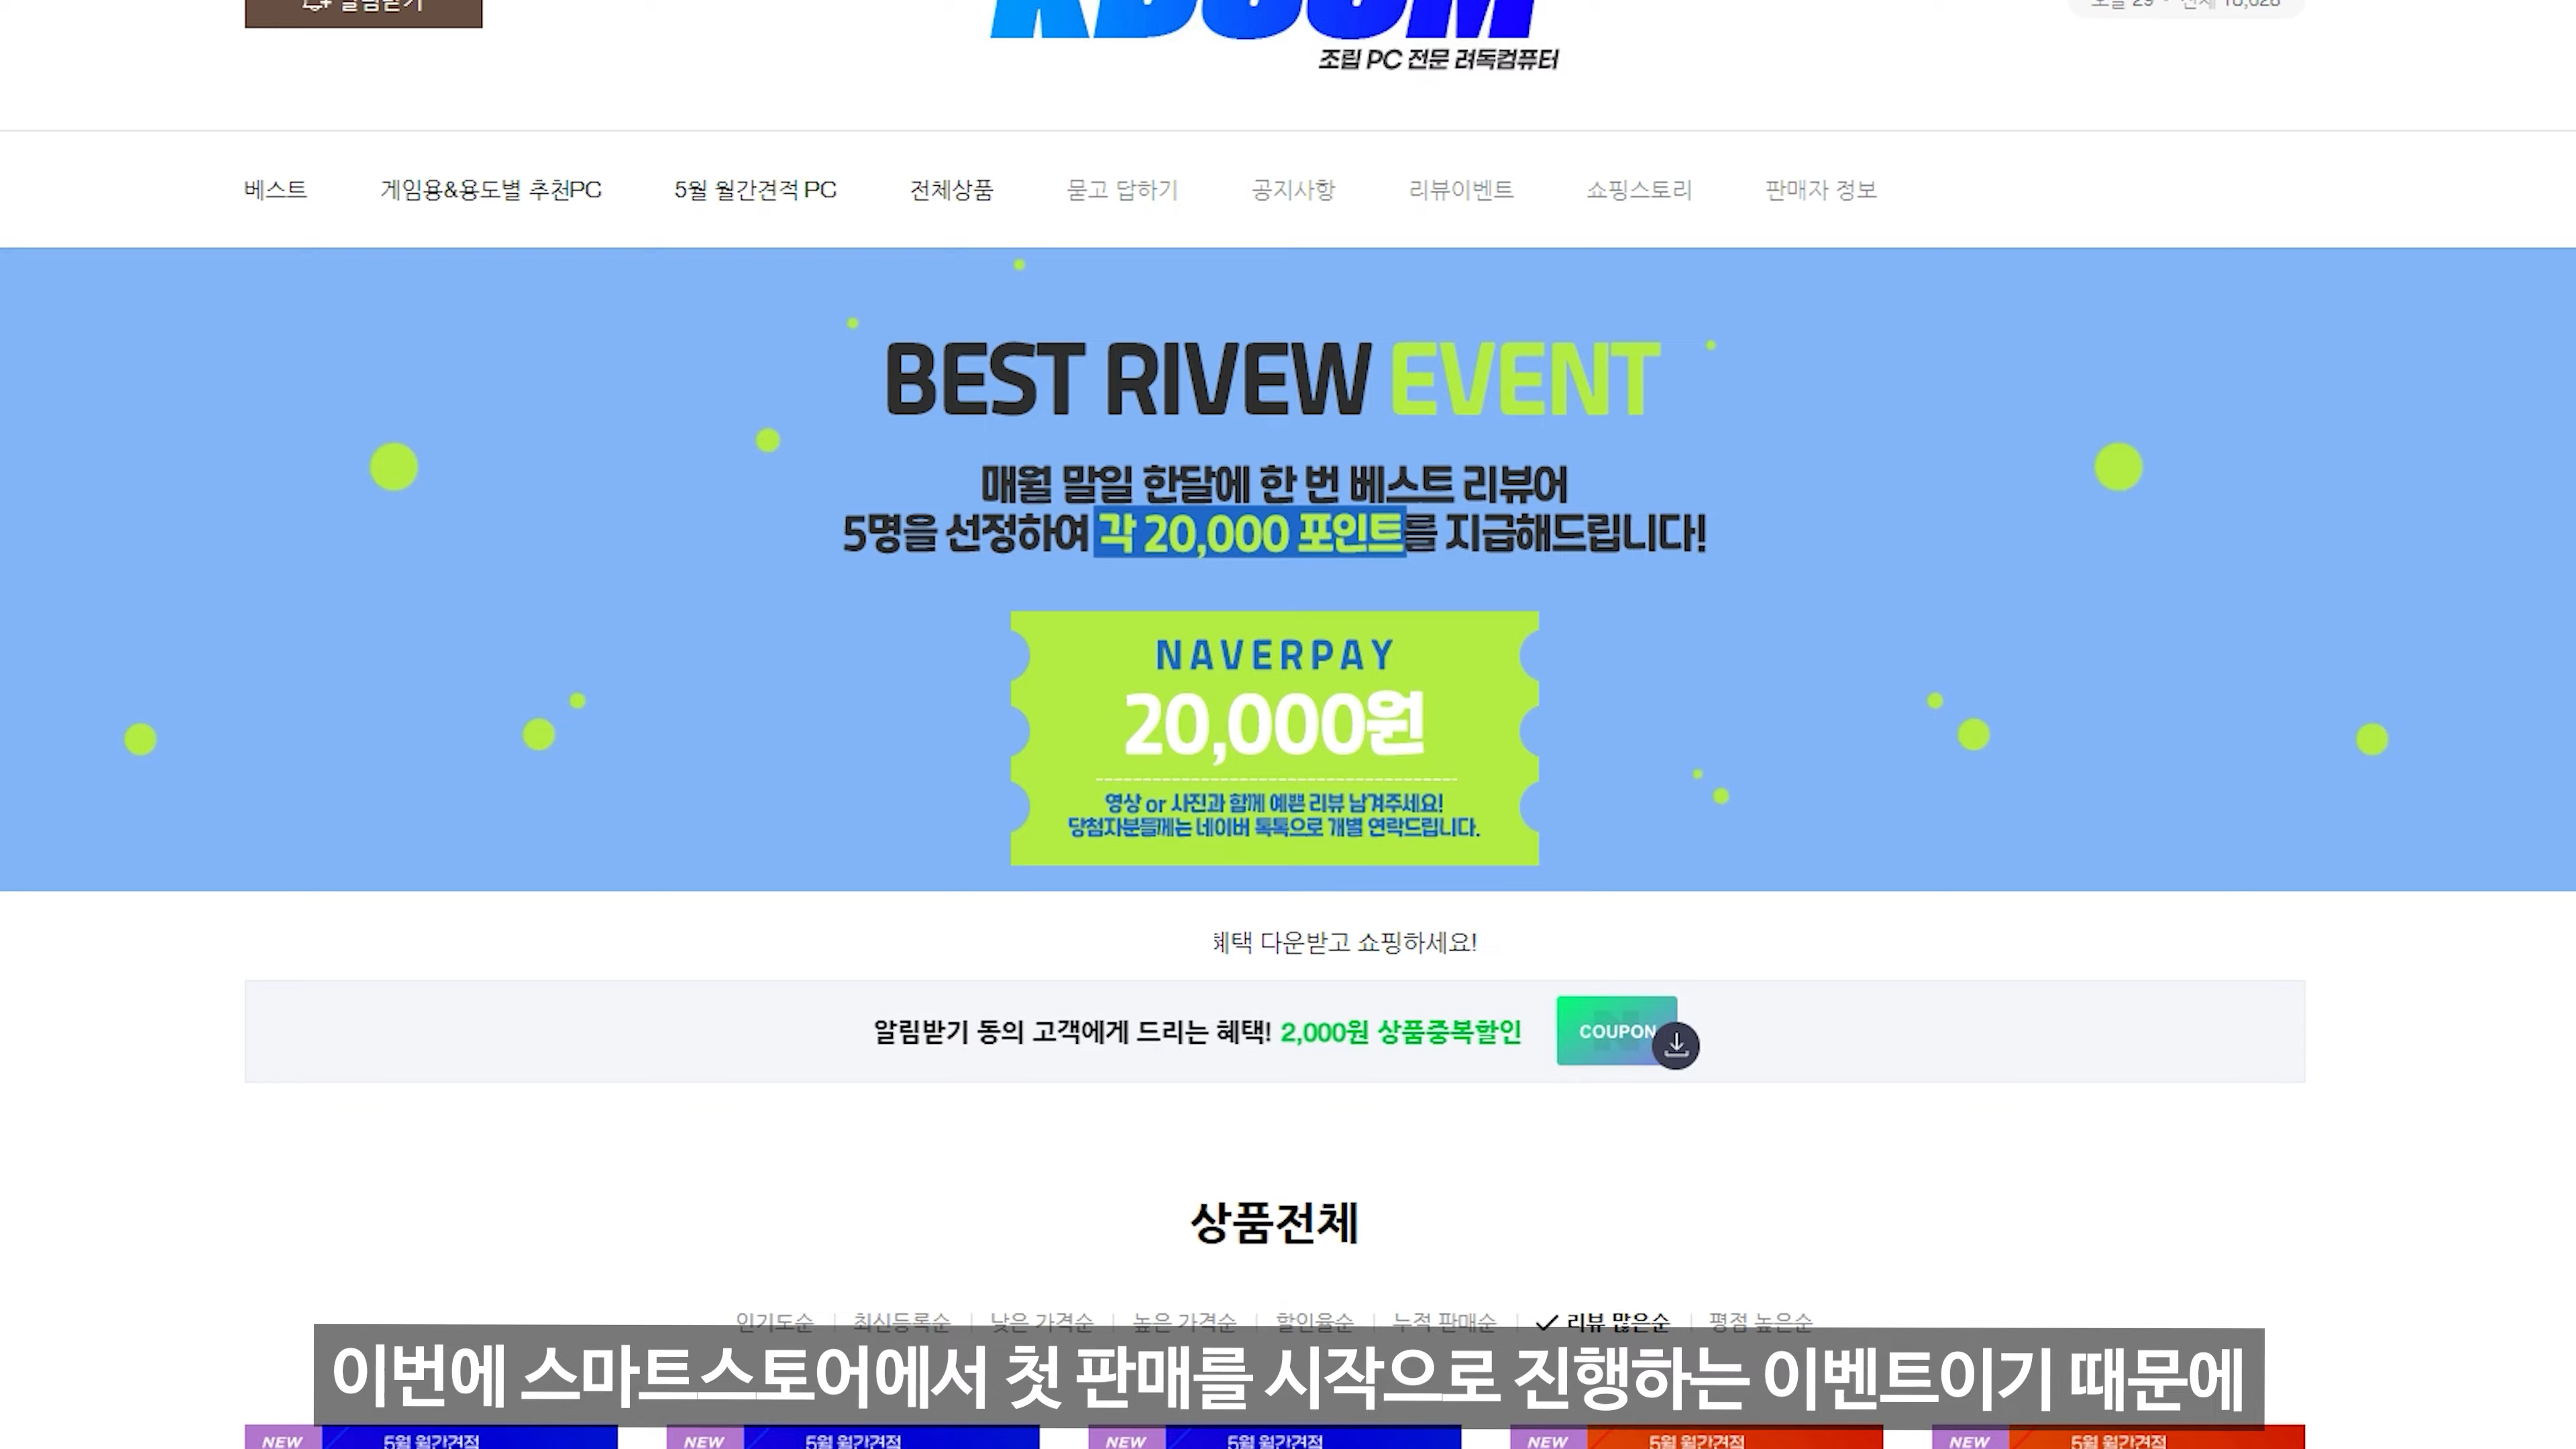 알림받기
조립 PC 전문 려독컴퓨터
베스트 게임용&용도별 추천PC 5월 월간견적 PC 전체상품 묻고 답하기 공지사항 리뷰이벤트 쇼핑스토리 판매자 정보
BEST RIVEW EVENT
매월 말일 한달에 한 번 베스트 리뷰어
5명을 선정하여 각 20,000 포인트를 지급해드립니다!
NAVERPAY
20,000원
영상 or 사진과 함께 예쁜 리뷰 남겨주세요!
당첨자분들께는 네이버 톡톡으로 개별 연락드립니다.
혜택 다운받고 쇼핑하세요!
알림받기 동의 고객에게 드리는 혜택! 2,000원 상품중복할인 COUPON
상품전체
인기도순 최신등록순 낮은 가격순 높은 가격순 할인율순 누적 판매순 리뷰 많은순 평점 높은순
이번에 스마트스토어에서 첫 판매를 시작으로 진행하는 이벤트이기 때문에
NEW 5월 월간견적 NEW 5월 월간견적 NEW 5월 월간견적 NEW 5월 월간견적 NEW 5월 월간견적